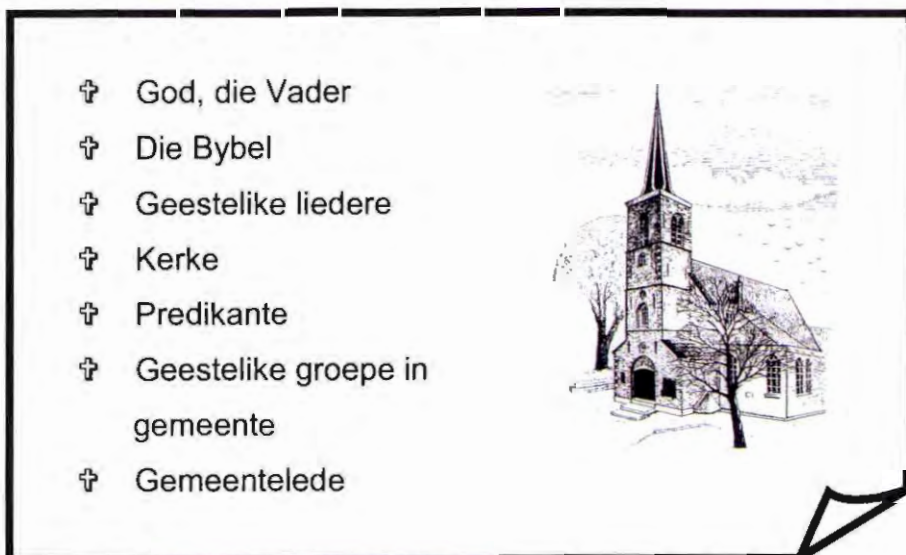 ✞ God, die Vader
✞ Die Bybel
✞ Geestelike liedere
✞ Kerke
✞ Predikante
✞ Geestelike groepe in
gemeente
✞ Gemeentelede